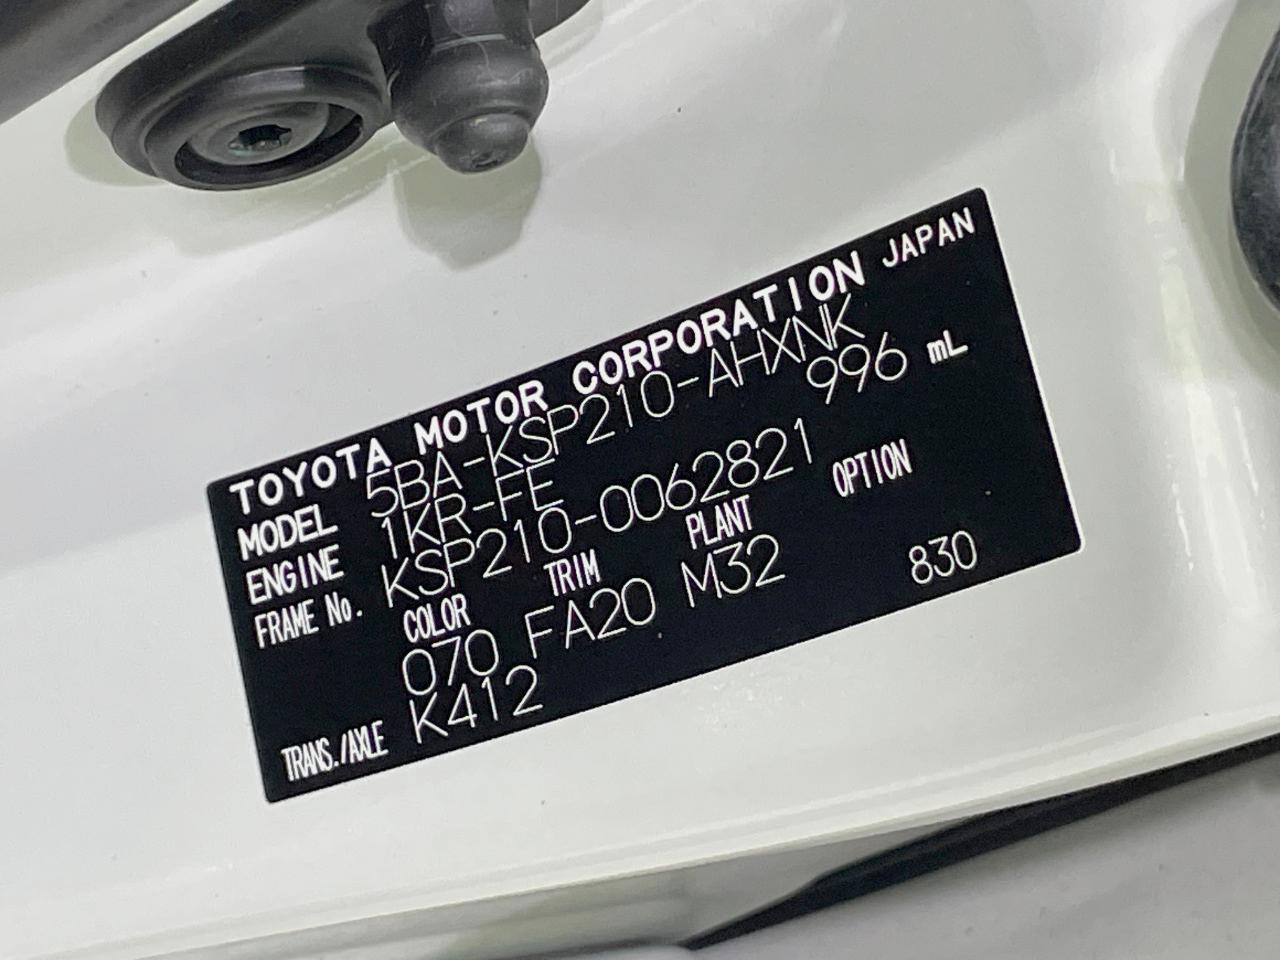 TOYOTA MOTOR CORPORATION JAPAN
MODEL 5BA-KSP210-AHXNK
ENGINE 1KR-FE 996 mL
FRAME No. KSP210-0062821
COLOR TRIM PLANT OPTION
070 FA20 M32 830
TRANS./AXLE K412